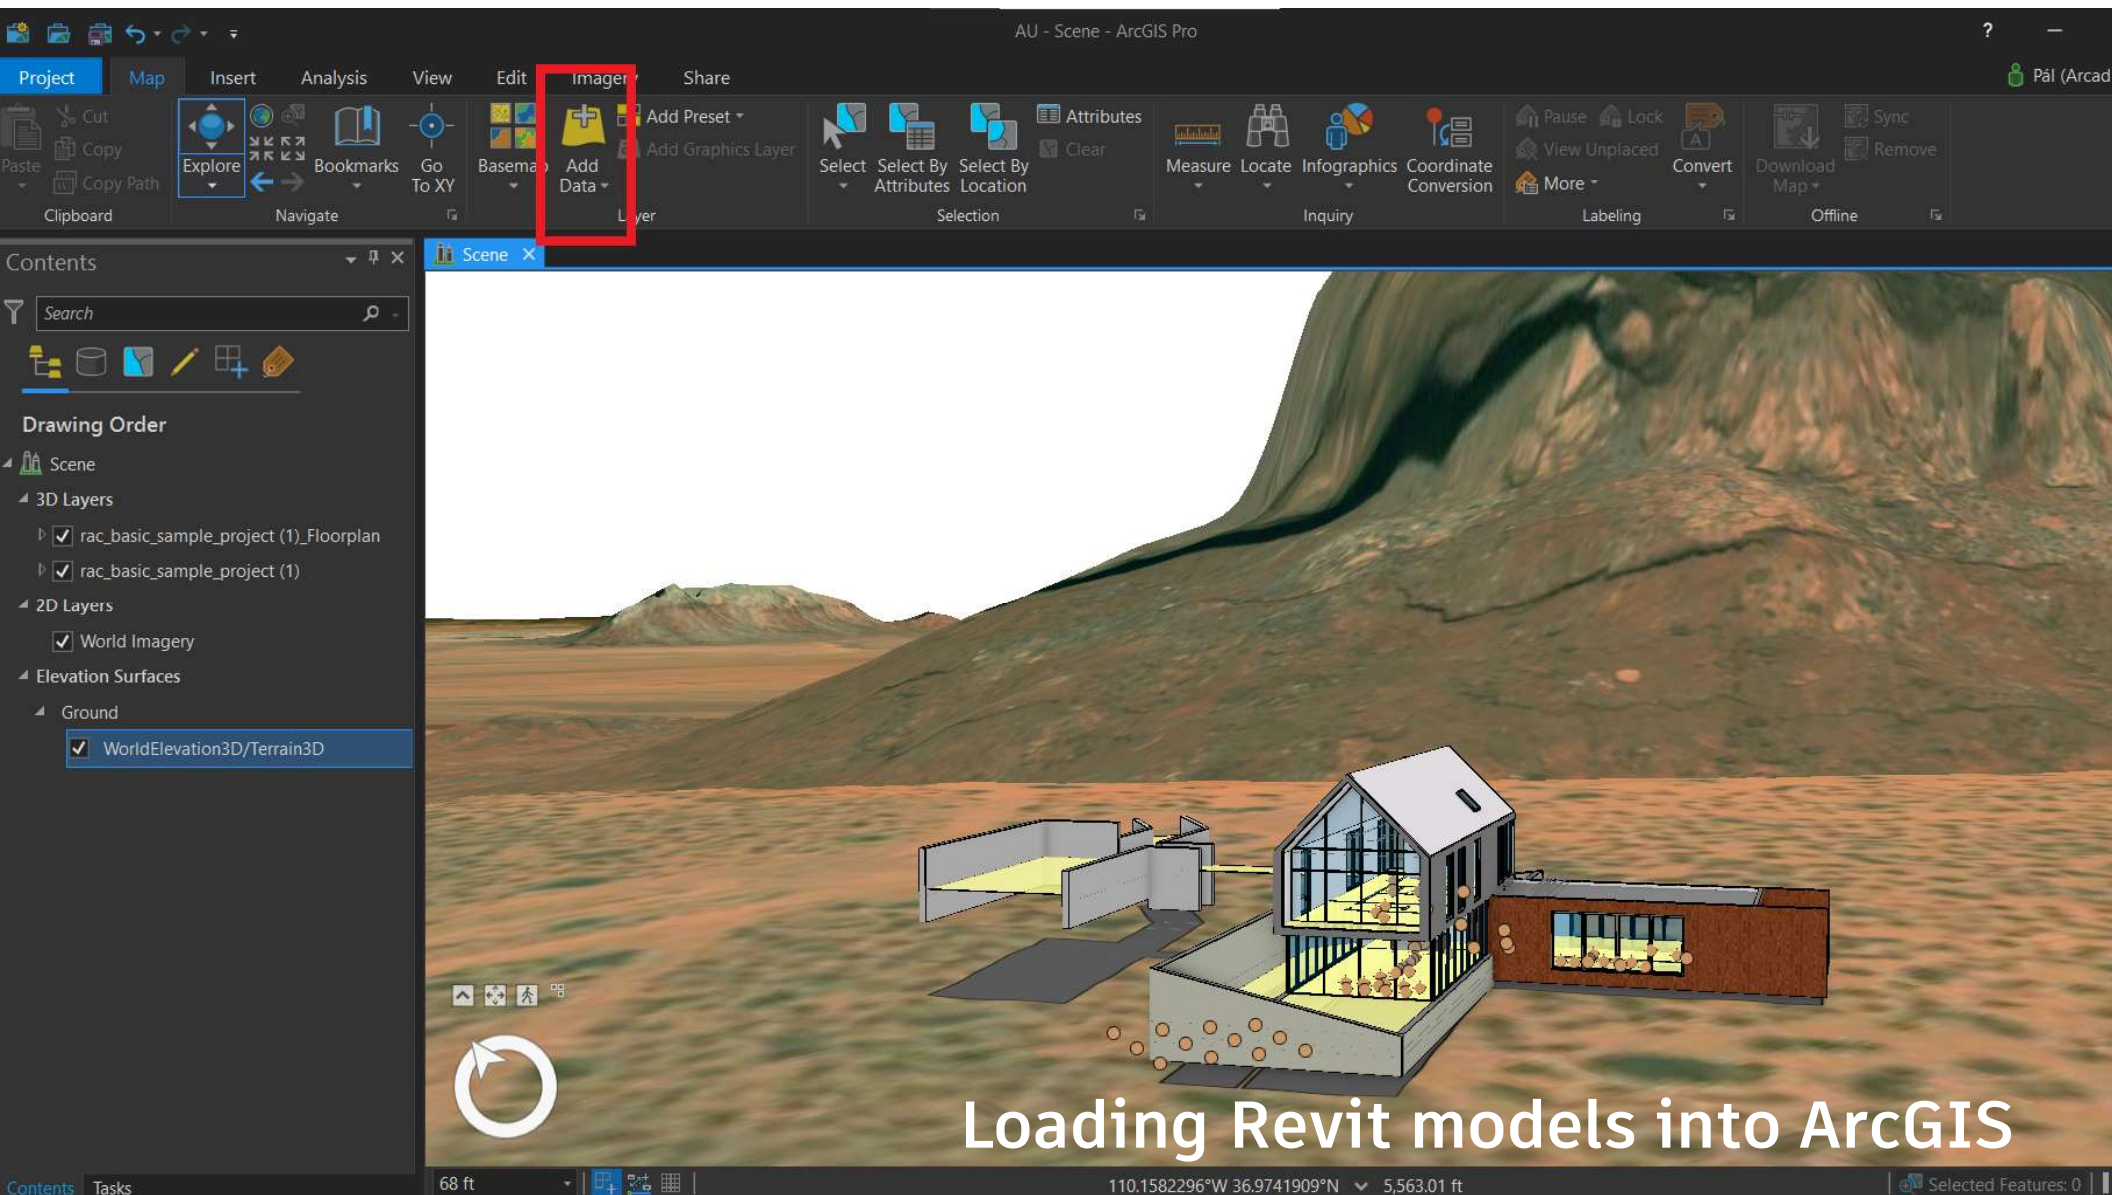 AU - Scene - ArcGIS Pro
?
Project
Map
Insert
Analysis
View
Edit
Imagery
Share
Pál (Arcad
Paste
Cut
Copy
Copy Path
Clipboard
Explore
Bookmarks
Go
To XY
Navigate
Basemap
Add
Data
Add Preset
Add Graphics Layer
Layer
Select
Select By
Attributes
Select By
Location
Attributes
Clear
Selection
Measure
Locate
Infographics
Coordinate
Conversion
Inquiry
Pause
Lock
View Unplaced
More
Convert
Labeling
Download
Map
Sync
Remove
Offline
Contents
Search
Scene
Drawing Order
Scene
3D Layers
rac_basic_sample_project (1)_Floorplan
rac_basic_sample_project (1)
2D Layers
World Imagery
Elevation Surfaces
Ground
WorldElevation3D/Terrain3D
Loading Revit models into ArcGIS
Contents
Tasks
68 ft
110.1582296°W 36.9741909°N
5,563.01 ft
Selected Features: 0